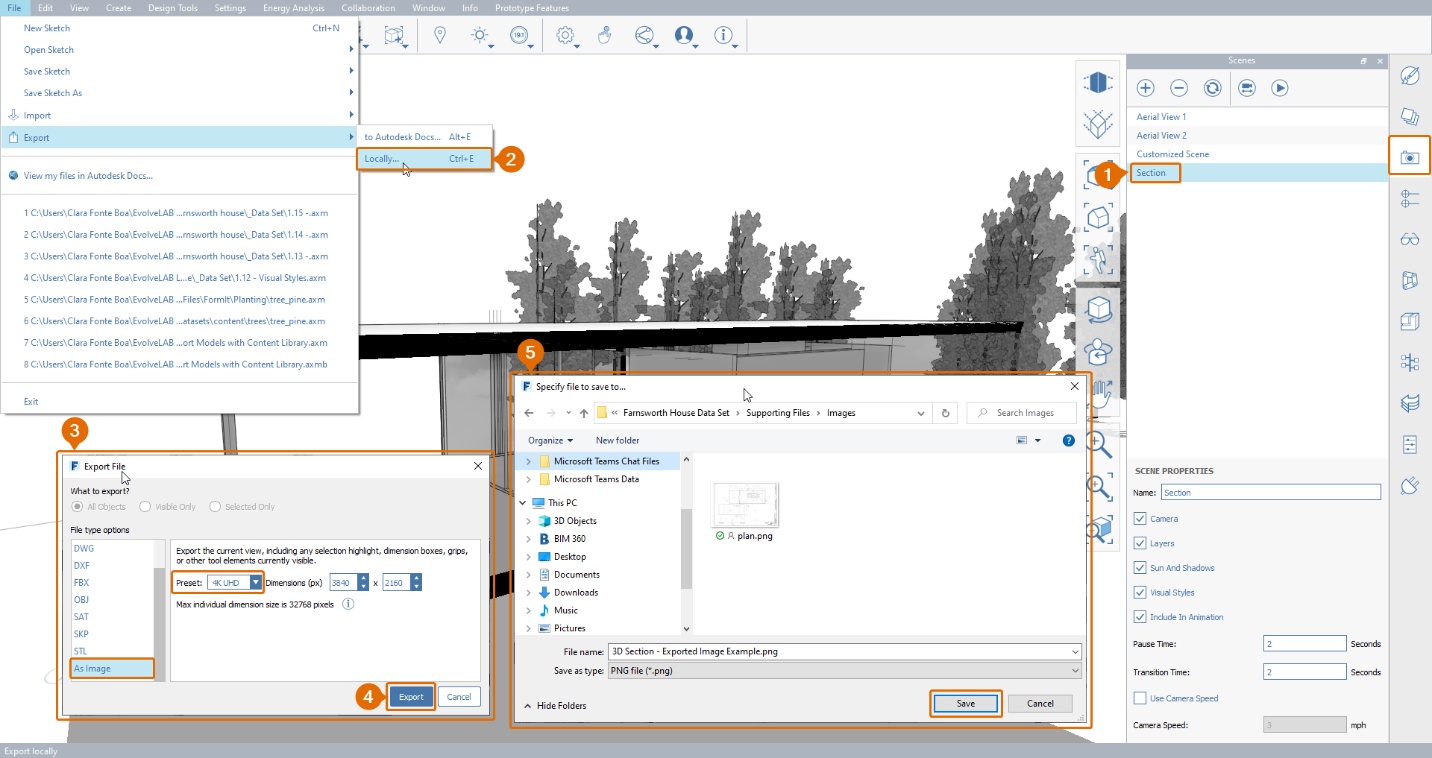 File Edit View Create Design Tools Settings Energy Analysis Collaboration Window Info Prototype Features
New Sketch Ctrl+N
Open Sketch
Save Sketch
Save Sketch As
Import
Export
to Autodesk Docs... Alt+E
Locally... Ctrl+E
2
View my files in Autodesk Docs...
1 C:\Users\Clara Fonte Boa\EvolveLAB ...rnsworth house\_Data Set\1.15 -.axm
2 C:\Users\Clara Fonte Boa\EvolveLAB ...rnsworth house\_Data Set\1.14 -.axm
3 C:\Users\Clara Fonte Boa\EvolveLAB ...rnsworth house\_Data Set\1.13 -.axm
4 C:\Users\Clara Fonte Boa\EvolveLAB L...e\_Data Set\1.12 - Visual Styles.axm
5 C:\Users\Clara Fonte Boa\EvolveLAB ...Files\FormIt\Planting\tree_pine.axm
6 C:\Users\Clara Fonte Boa\EvolveLAB ...atasets\content\trees\tree_pine.axm
7 C:\Users\Clara Fonte Boa\EvolveLAB ...ort Models with Content Library.axm
8 C:\Users\Clara Fonte Boa\EvolveLAB ...rt Models with Content Library.axmb
Exit
Scenes
Aerial View 1
Aerial View 2
Customized Scene
1
Section
3
Export File
What to export?
All Objects Visible Only Selected Only
File type options
DWG
DXF
FBX
OBJ
SAT
SKP
STL
As Image
Export the current view, including any selection highlight, dimension boxes, grips,
or other tool elements currently visible.
Preset: 4K UHD Dimensions (px) 3840 x 2160
Max individual dimension size is 32768 pixels
4
Export Cancel
5
Specify file to save to...
« Farnsworth House Data Set › Supporting Files › Images
Search Images
Organize New folder
Microsoft Teams Chat Files
Microsoft Teams Data
This PC
3D Objects
BIM 360
Desktop
Documents
Downloads
Music
Pictures
plan.png
File name: 3D Section - Exported Image Example.png
Save as type: PNG file (*.png)
Hide Folders
Save Cancel
SCENE PROPERTIES
Name: Section
Camera
Layers
Sun And Shadows
Visual Styles
Include In Animation
Pause Time: 2 Seconds
Transition Time: 2 Seconds
Use Camera Speed
Camera Speed: 3 mph
Export locally